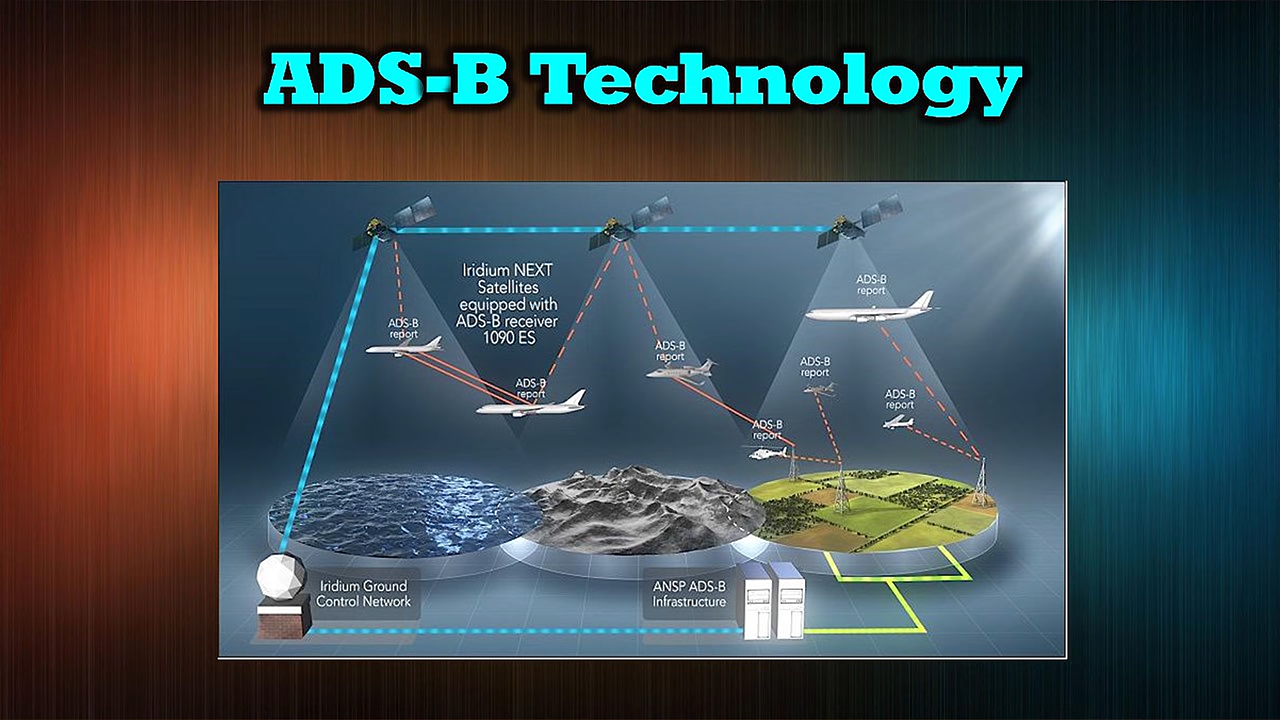 ADS-B Technology
Iridium NEXT
Satellites
equipped with
ADS-B receiver
1090 ES
ADS-B
report
ADS-B
report
ADS-B
report
ADS-B
report
ADS-B
report
ADS-B
report
ADS-B
report
Iridium Ground
Control Network
ANSP ADS-B
Infrastructure